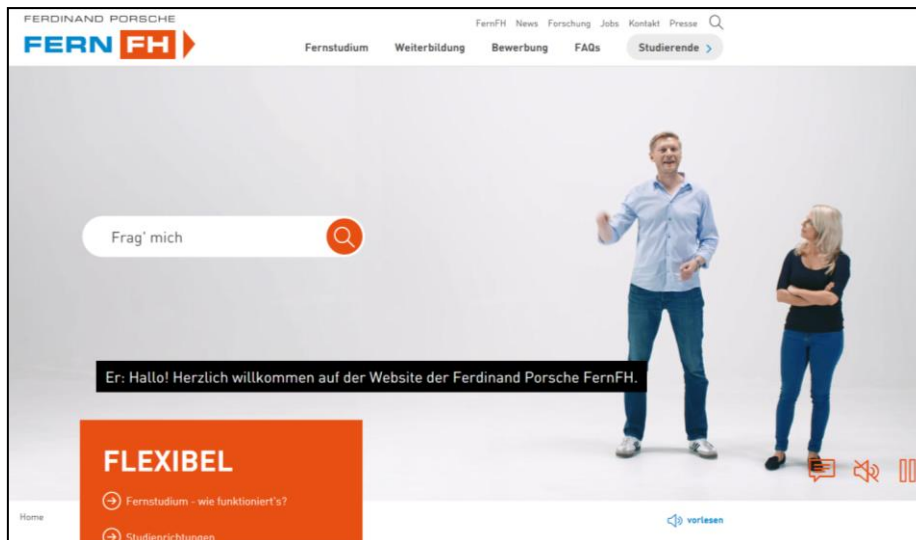 FERDINAND PORSCHE
FERN FH
FernFH News Forschung Jobs Kontakt Presse
Fernstudium Weiterbildung Bewerbung FAQs Studierende
Frag' mich
Er: Hallo! Herzlich willkommen auf der Website der Ferdinand Porsche FernFH.
FLEXIBEL
Fernstudium - wie funktioniert's?
Studienrichtungen
Home
vorlesen